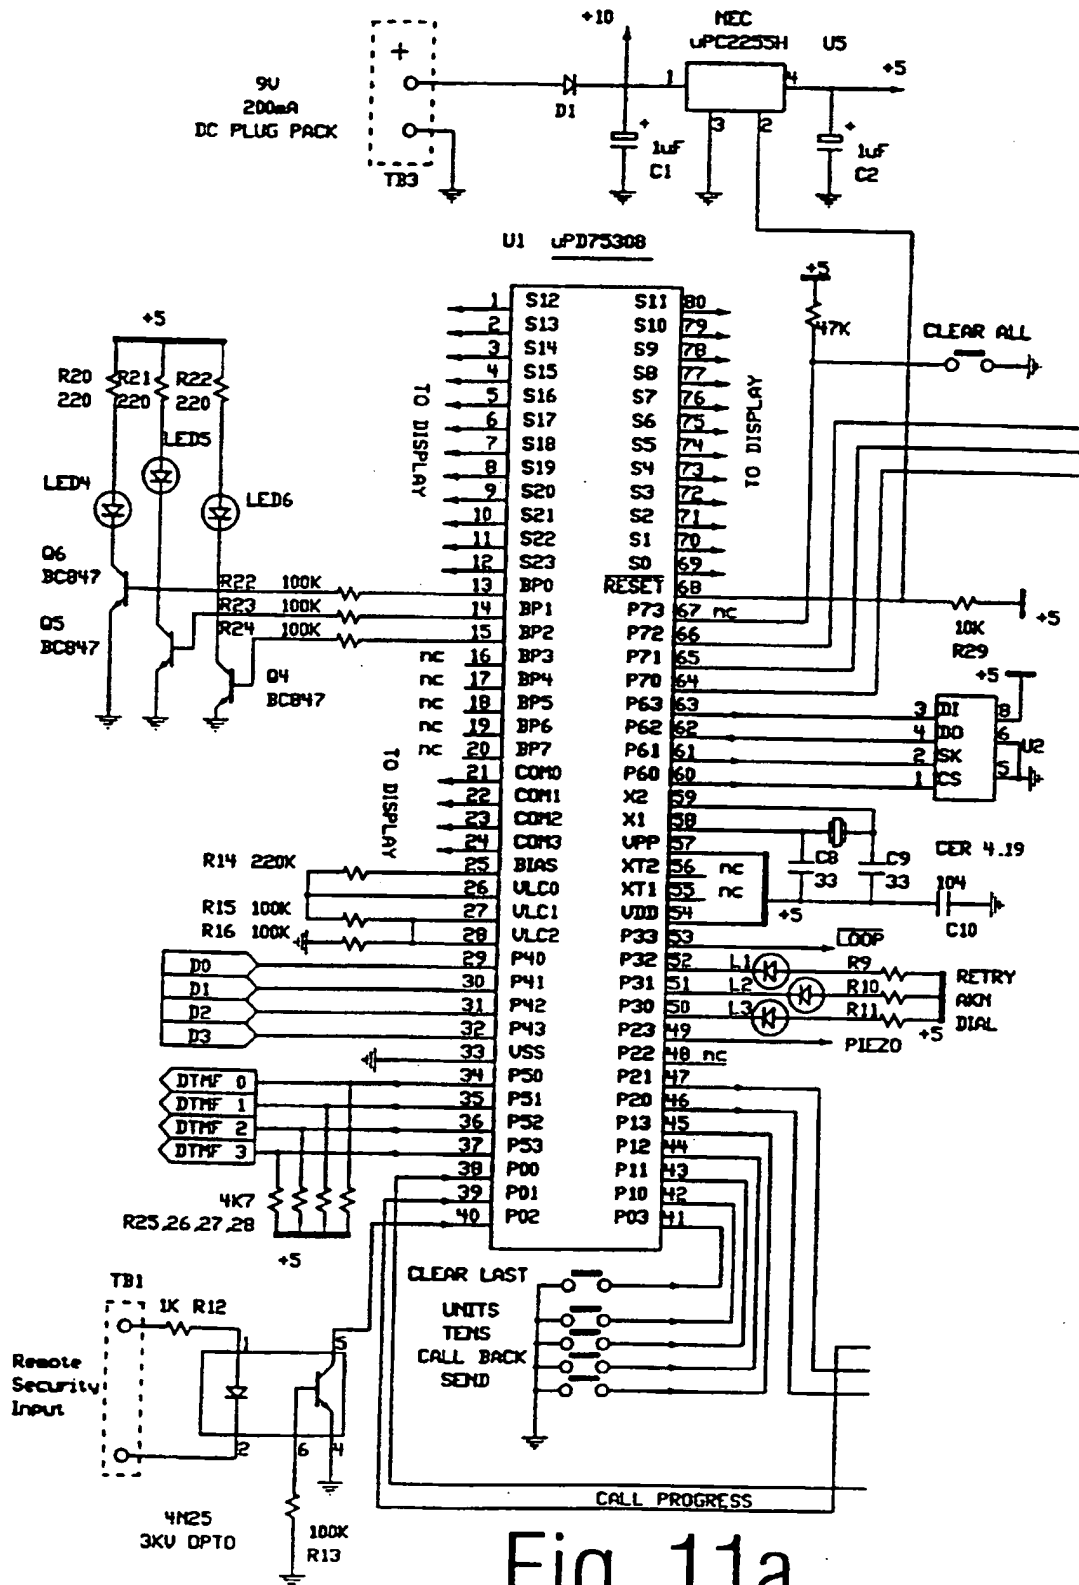 +10
NEC
uPC2255H U5
+
1 4 +5
9V
200mA
DC PLUG PACK
D1
3 2
+
1uF
C1
+
1uF
C2
TB3
U1 uPD75308
+5
47K
CLEAR ALL
+5
R20 R21 R22
220 220 220
LED5
LED4
LED6
Q6
BC847
Q5
BC847
Q4
BC847
R22 100K
R23 100K
R24 100K
TO DISPLAY
TO DISPLAY
1 S12 S11 80
2 S13 S10 79
3 S14 S9 78
4 S15 S8 77
5 S16 S7 76
6 S17 S6 75
7 S18 S5 74
8 S19 S4 73
9 S20 S3 72
10 S21 S2 71
11 S22 S1 70
12 S23 S0 69
13 BP0 RESET 68
14 BP1 P73 67 nc
15 BP2 P72 66
nc 16 BP3 P71 65
nc 17 BP4 P70 64
nc 18 BP5 P63 63
nc 19 BP6 P62 62
nc 20 BP7 P61 61
21 COM0 P60 60
22 COM1 X2 59
23 COM2 X1 58
24 COM3 VPP 57
25 BIAS XT2 56 nc
26 VLC0 XT1 55 nc
27 VLC1 VDD 54
28 VLC2 P33 53
29 P40 P32 52
30 P41 P31 51
31 P42 P30 50
32 P43 P23 49
33 VSS P22 48 nc
34 P50 P21 47
35 P51 P20 46
36 P52 P13 45
37 P53 P12 44
38 P00 P11 43
39 P01 P10 42
40 P02 P03 41
10K
R29
+5
+5
3 DI 8
4 DO 6
2 SK 5
1 CS
U2
TO DISPLAY
R14 220K
R15 100K
R16 100K
C8
33
C9
33
CER 4.19
104
C10
+5
LOOP
D0
D1
D2
D3
L1 R9
L2 R10
L3 R11
RETRY
AKN
DIAL
+5
PIEZO
DTMF 0
DTMF 1
DTMF 2
DTMF 3
4K7
R25,26,27,28
+5
CLEAR LAST
UNITS
TENS
CALL BACK
SEND
TB1
1K R12
1 5
Remote
Security
Input
2 6 4
4N25
3KV OPTO
100K
R13
CALL PROGRESS
Fig. 11a